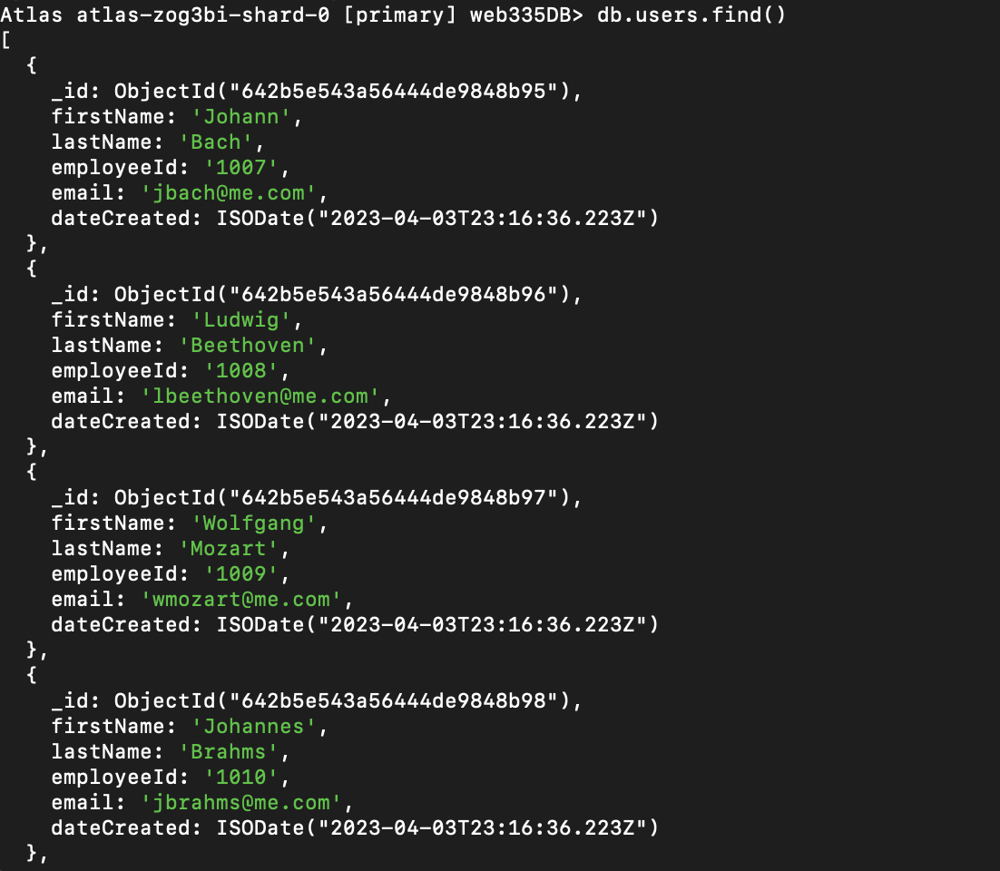 Atlas atlas-zog3bi-shard-0 [primary] web335DB> db.users.find()
[
  {
    _id: ObjectId("642b5e543a56444de9848b95"),
    firstName: 'Johann',
    lastName: 'Bach',
    employeeId: '1007',
    email: 'jbach@me.com',
    dateCreated: ISODate("2023-04-03T23:16:36.223Z")
  },
  {
    _id: ObjectId("642b5e543a56444de9848b96"),
    firstName: 'Ludwig',
    lastName: 'Beethoven',
    employeeId: '1008',
    email: 'lbeethoven@me.com',
    dateCreated: ISODate("2023-04-03T23:16:36.223Z")
  },
  {
    _id: ObjectId("642b5e543a56444de9848b97"),
    firstName: 'Wolfgang',
    lastName: 'Mozart',
    employeeId: '1009',
    email: 'wmozart@me.com',
    dateCreated: ISODate("2023-04-03T23:16:36.223Z")
  },
  {
    _id: ObjectId("642b5e543a56444de9848b98"),
    firstName: 'Johannes',
    lastName: 'Brahms',
    employeeId: '1010',
    email: 'jbrahms@me.com',
    dateCreated: ISODate("2023-04-03T23:16:36.223Z")
  },